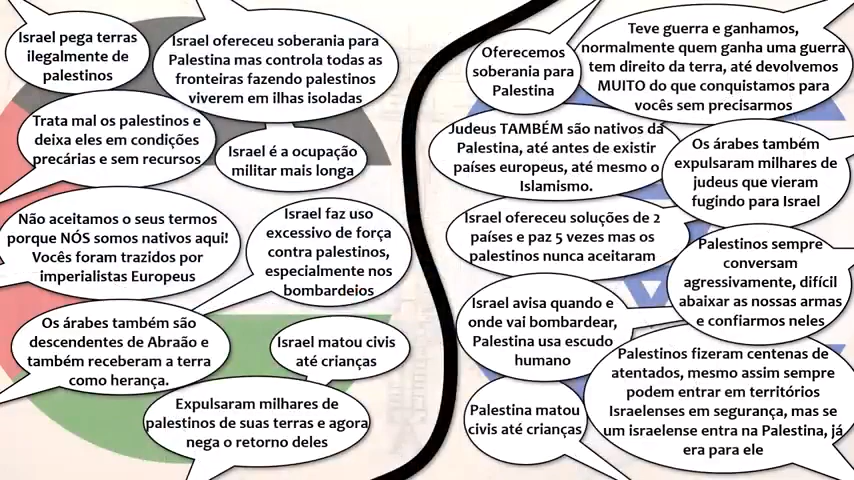 Israel pega terras
ilegalmente de
palestinos
Israel ofereceu soberania para
Palestina mas controla todas as
fronteiras fazendo palestinos
viverem em ilhas isoladas
Trata mal os palestinos e
deixa eles em condições
precárias e sem recursos
Israel é a ocupação
militar mais longa
Não aceitamos o seus termos
porque NÓS somos nativos aqui!
Vocês foram trazidos por
imperialistas Europeus
Israel faz uso
excessivo de força
contra palestinos,
especialmente nos
bombardeios
Os árabes também são
descendentes de Abraão e
também receberam a terra
como herança.
Israel matou civis
até crianças
Expulsaram milhares de
palestinos de suas terras e agora
nega o retorno deles
Oferecemos
soberania para
Palestina
Teve guerra e ganhamos,
normalmente quem ganha uma guerra
tem direito da terra, até devolvemos
MUITO do que conquistamos para
vocês sem precisarmos
Judeus TAMBÉM são nativos da
Palestina, até antes de existir
países europeus, até mesmo o
Islamismo.
Os árabes também
expulsaram milhares de
judeus que vieram
fugindo para Israel
Israel ofereceu soluções de 2
países e paz 5 vezes mas os
palestinos nunca aceitaram
Palestinos sempre
conversam
agressivamente, difícil
abaixar as nossas armas
e confiarmos neles
Israel avisa quando e
onde vai bombardear,
Palestina usa escudo
humano
Palestinos fizeram centenas de
atentados, mesmo assim sempre
podem entrar em territórios
Israelenses em segurança, mas se
um israelense entra na Palestina, já
era para ele
Palestina matou
civis até crianças